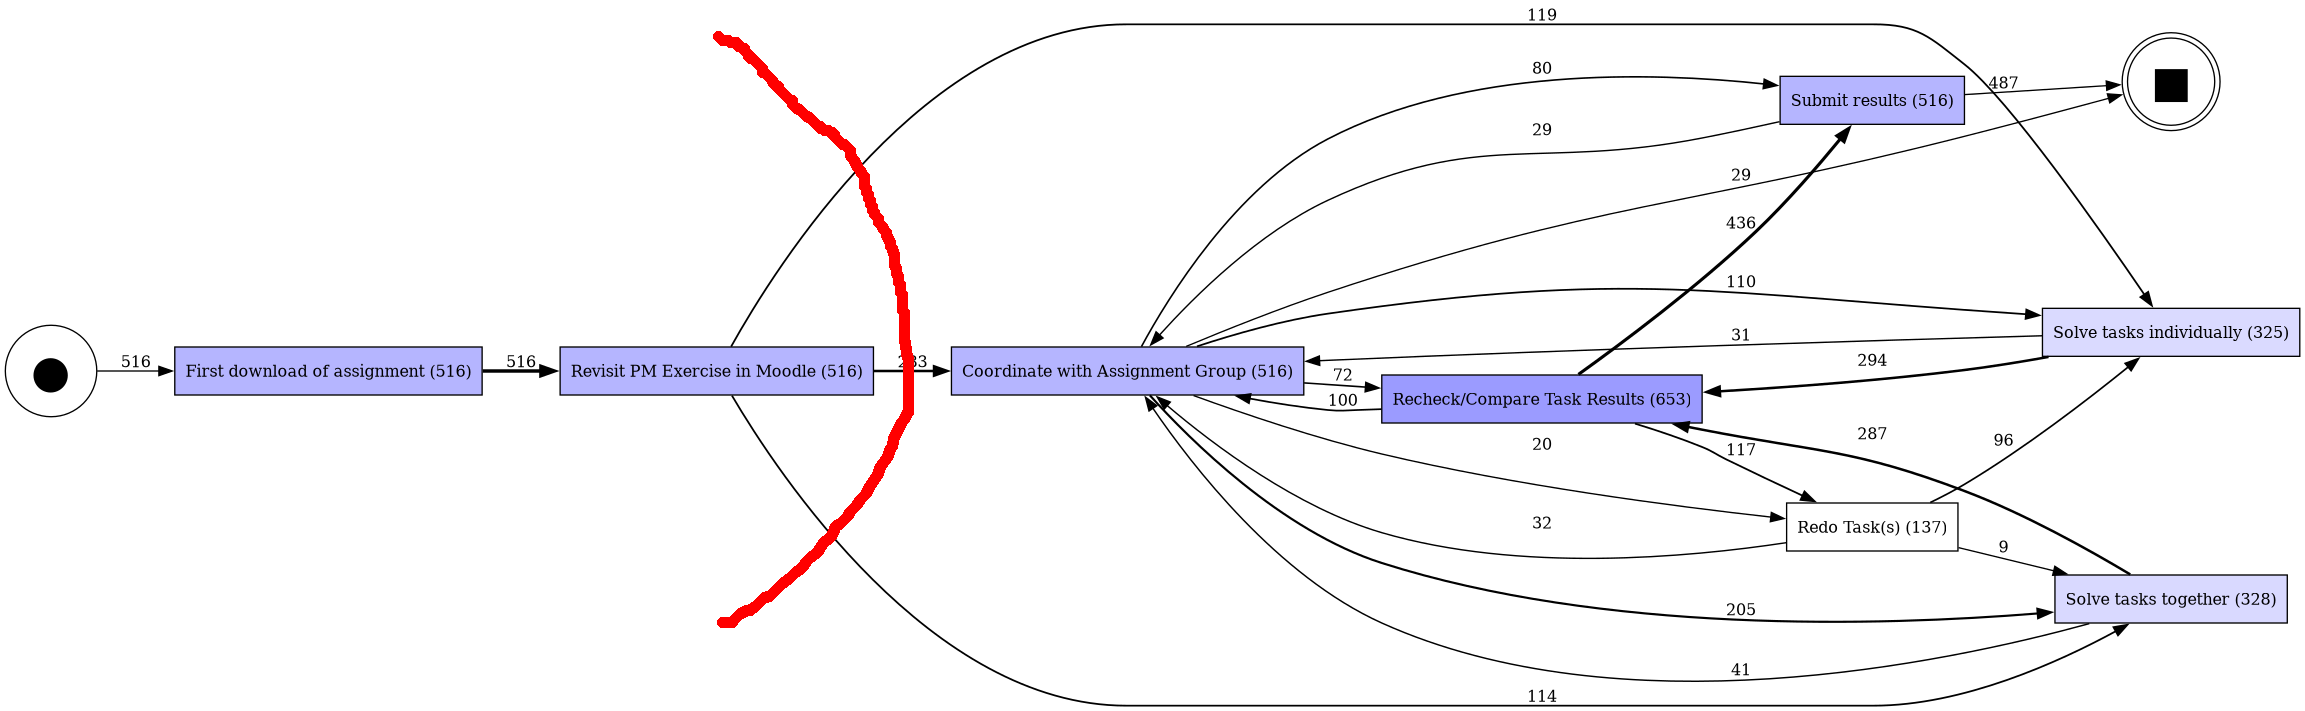 119
80
Submit results (516)
487
29
29
436
110
Solve tasks individually (325)
31
516
First download of assignment (516)
516
Revisit PM Exercise in Moodle (516)
Coordinate with Assignment Group (516)
72
294
100
Recheck/Compare Task Results (653)
20
117
287
96
32
Redo Task(s) (137)
9
205
Solve tasks together (328)
41
114